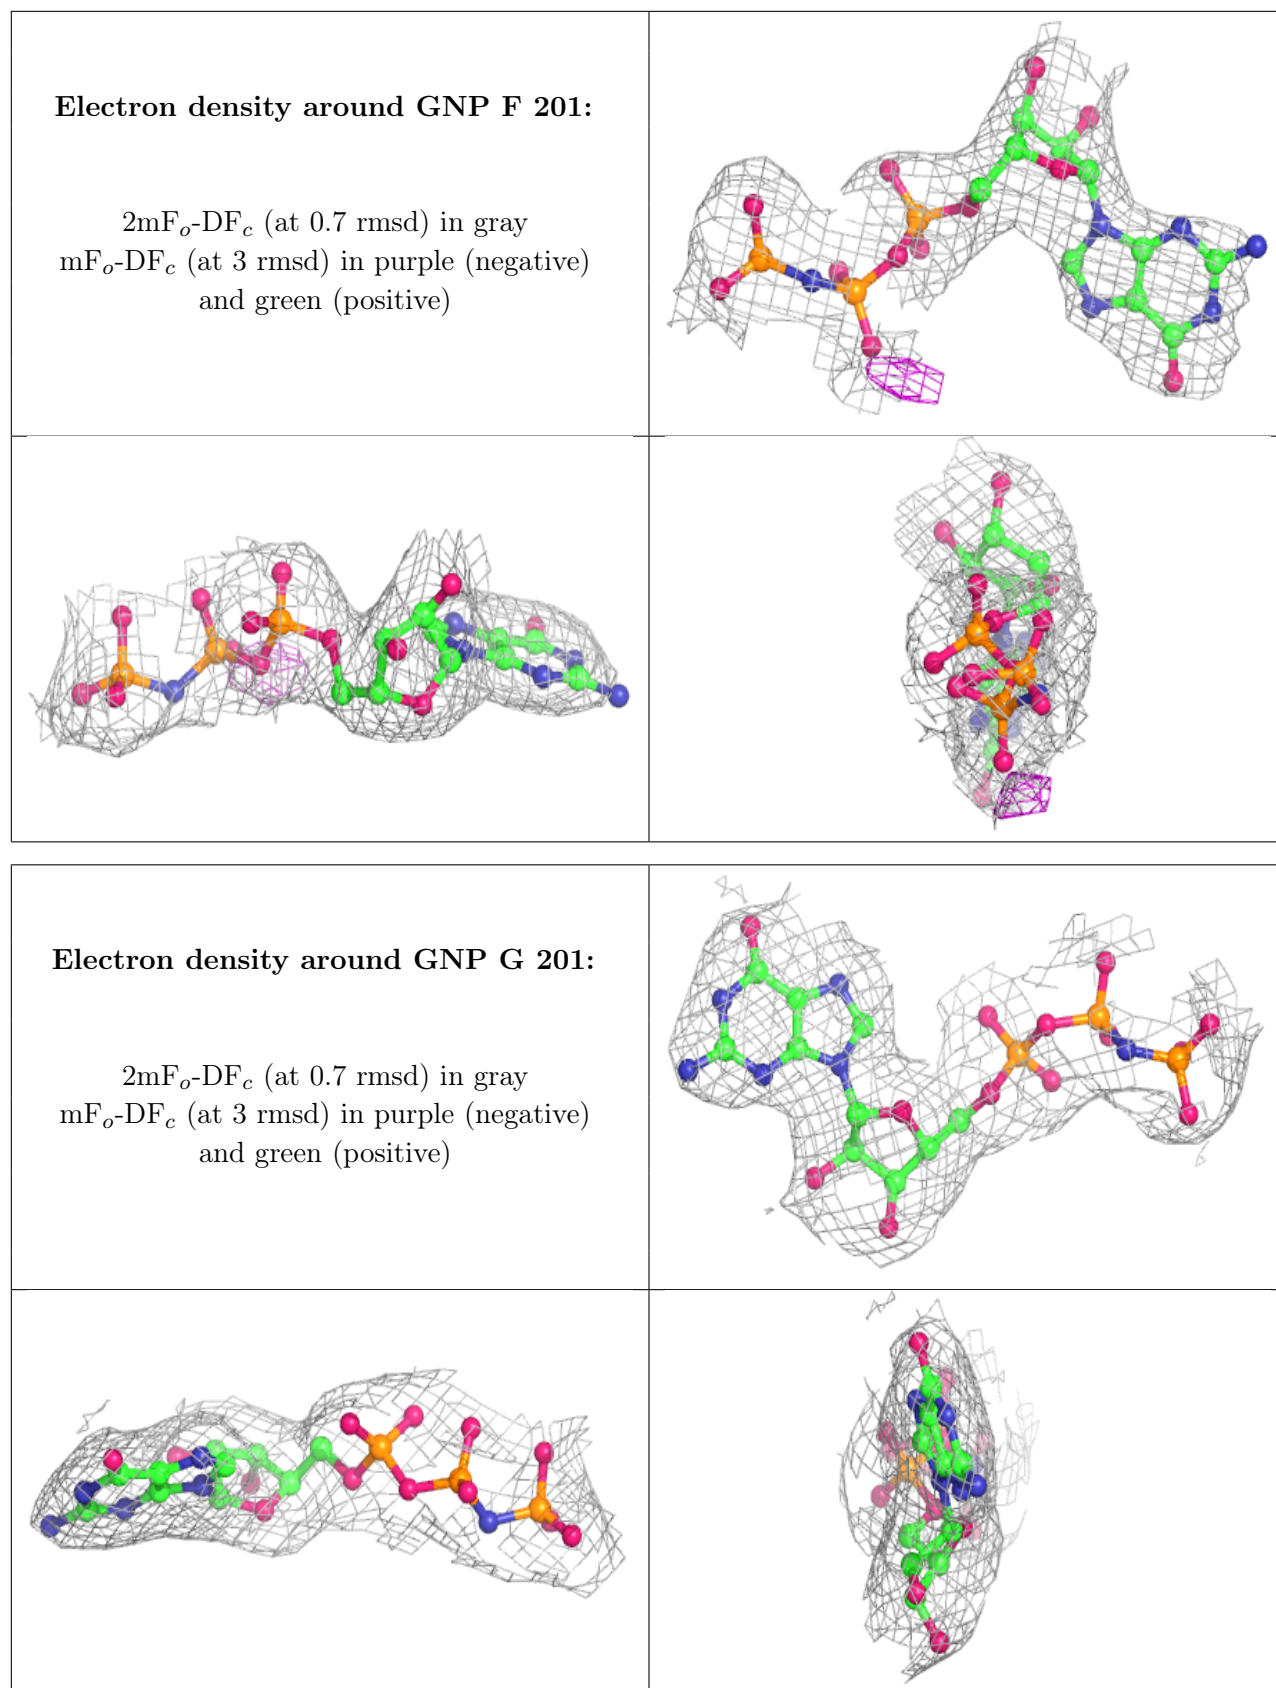 Electron density around GNP F 201:
2mFo-DFc (at 0.7 rmsd) in gray
mFo-DFc (at 3 rmsd) in purple (negative)
and green (positive)
Electron density around GNP G 201:
2mFo-DFc (at 0.7 rmsd) in gray
mFo-DFc (at 3 rmsd) in purple (negative)
and green (positive)